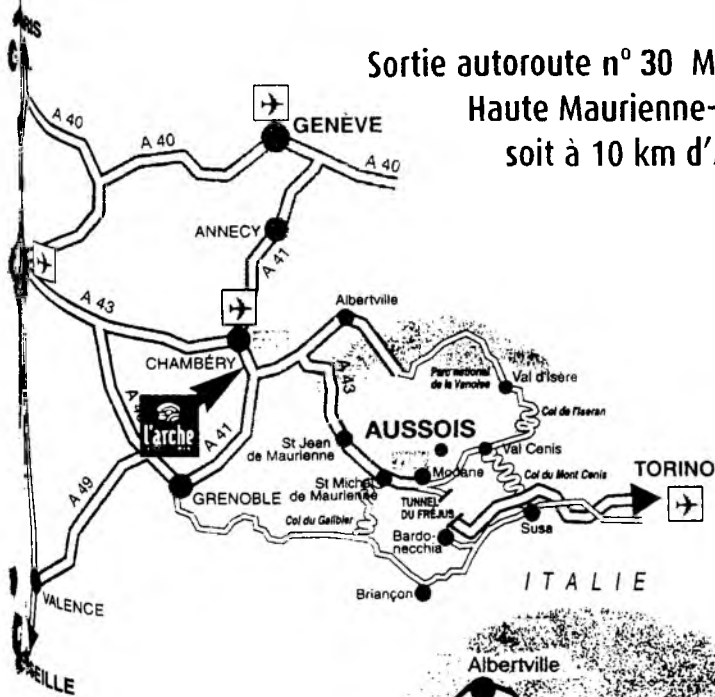 Sortie autoroute n° 30
Haute Maurienne-
soit à 10 km d'
A 40
A 40
GENÈVE
A 40
ANNECY
A 41
A 43
CHAMBÉRY
Albertville
Parc national
de la Vanoise
Val d'Isère
Col de l'Iseran
A 43
l'arche
A 41
St Jean
de Maurienne
AUSSOIS
Val Cenis
A 49
GRENOBLE
St Michel
de Maurienne
Modane
Col du Mont Cenis
TORINO
TUNNEL
DU FRÉJUS
Col du Galibier
Bardo-
necchia
Susa
VALENCE
Briançon
ITALIE
Albertville